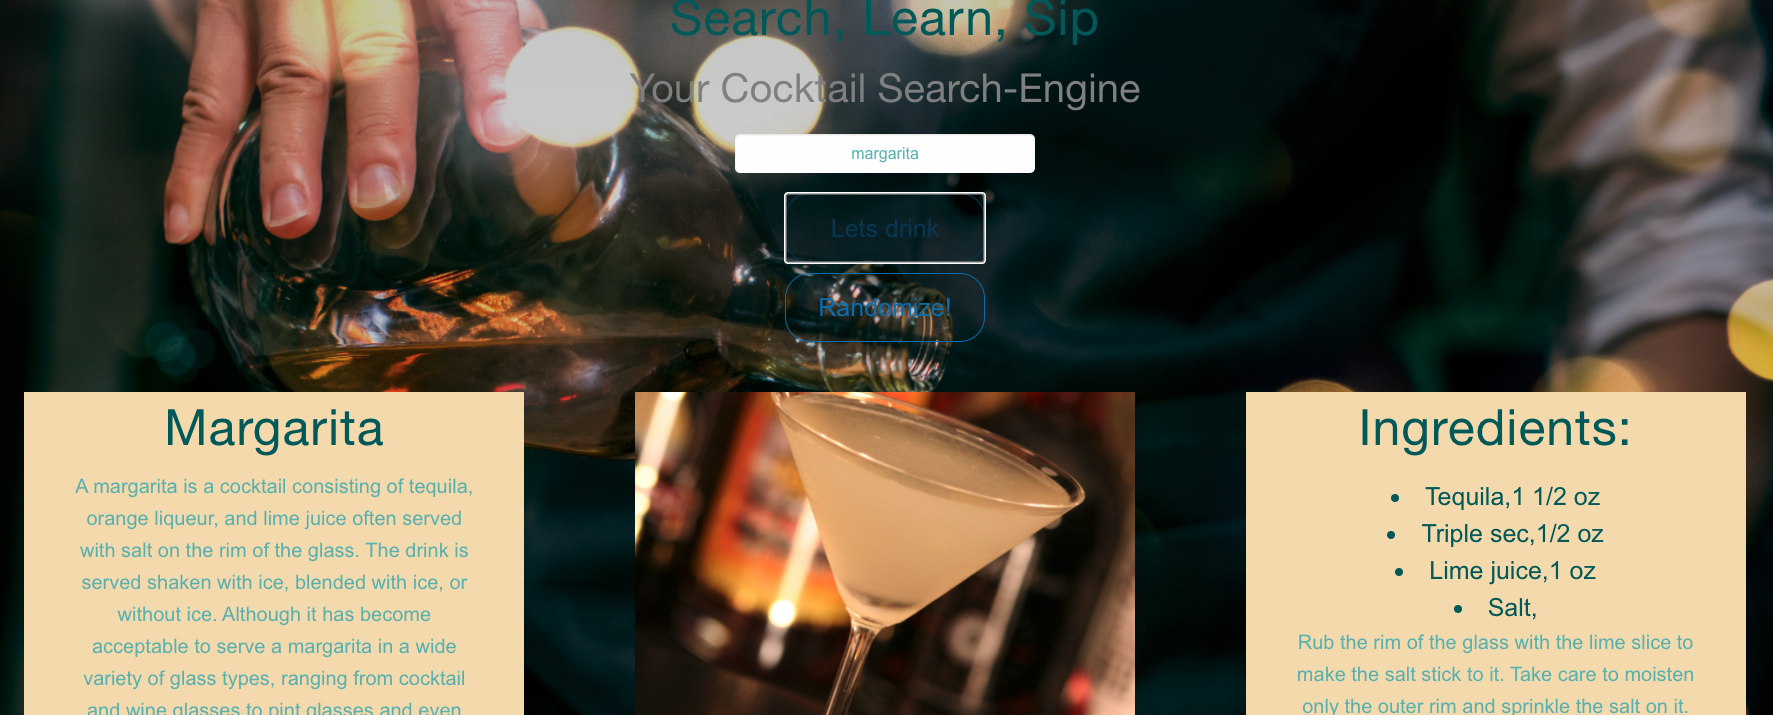 Search, Learn, Sip
Your Cocktail Search-Engine
margarita
Lets drink
Randomize!
Margarita
A margarita is a cocktail consisting of tequila,
orange liqueur, and lime juice often served
with salt on the rim of the glass. The drink is
served shaken with ice, blended with ice, or
without ice. Although it has become
acceptable to serve a margarita in a wide
variety of glass types, ranging from cocktail
and wine glasses to pint glasses and even
Ingredients:
Tequila,1 1/2 oz
Triple sec,1/2 oz
Lime juice,1 oz
Salt,
Rub the rim of the glass with the lime slice to
make the salt stick to it. Take care to moisten
only the outer rim and sprinkle the salt on it.